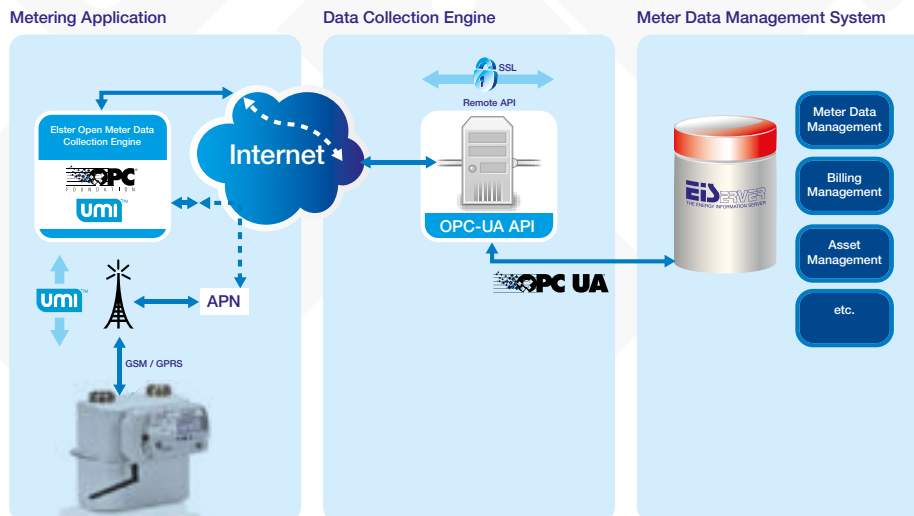 Metering Application
Data Collection Engine
Meter Data Management System
Elster Open Meter Data
Collection Engine
OPC
FOUNDATION
umi™
umi™
APN
GSM / GPRS
Internet
SSL
Remote API
OPC-UA API
OPC UA
EiServer
THE ENERGY INFORMATION SERVER
Meter Data
Management
Billing
Management
Asset
Management
etc.